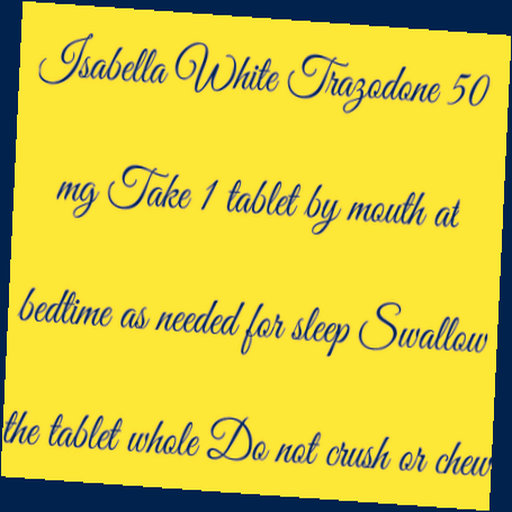 Isabella White Trazodone 50
mg Take 1 tablet by mouth at
bedtime as needed for sleep Swallow
the tablet whole Do not crush or chew